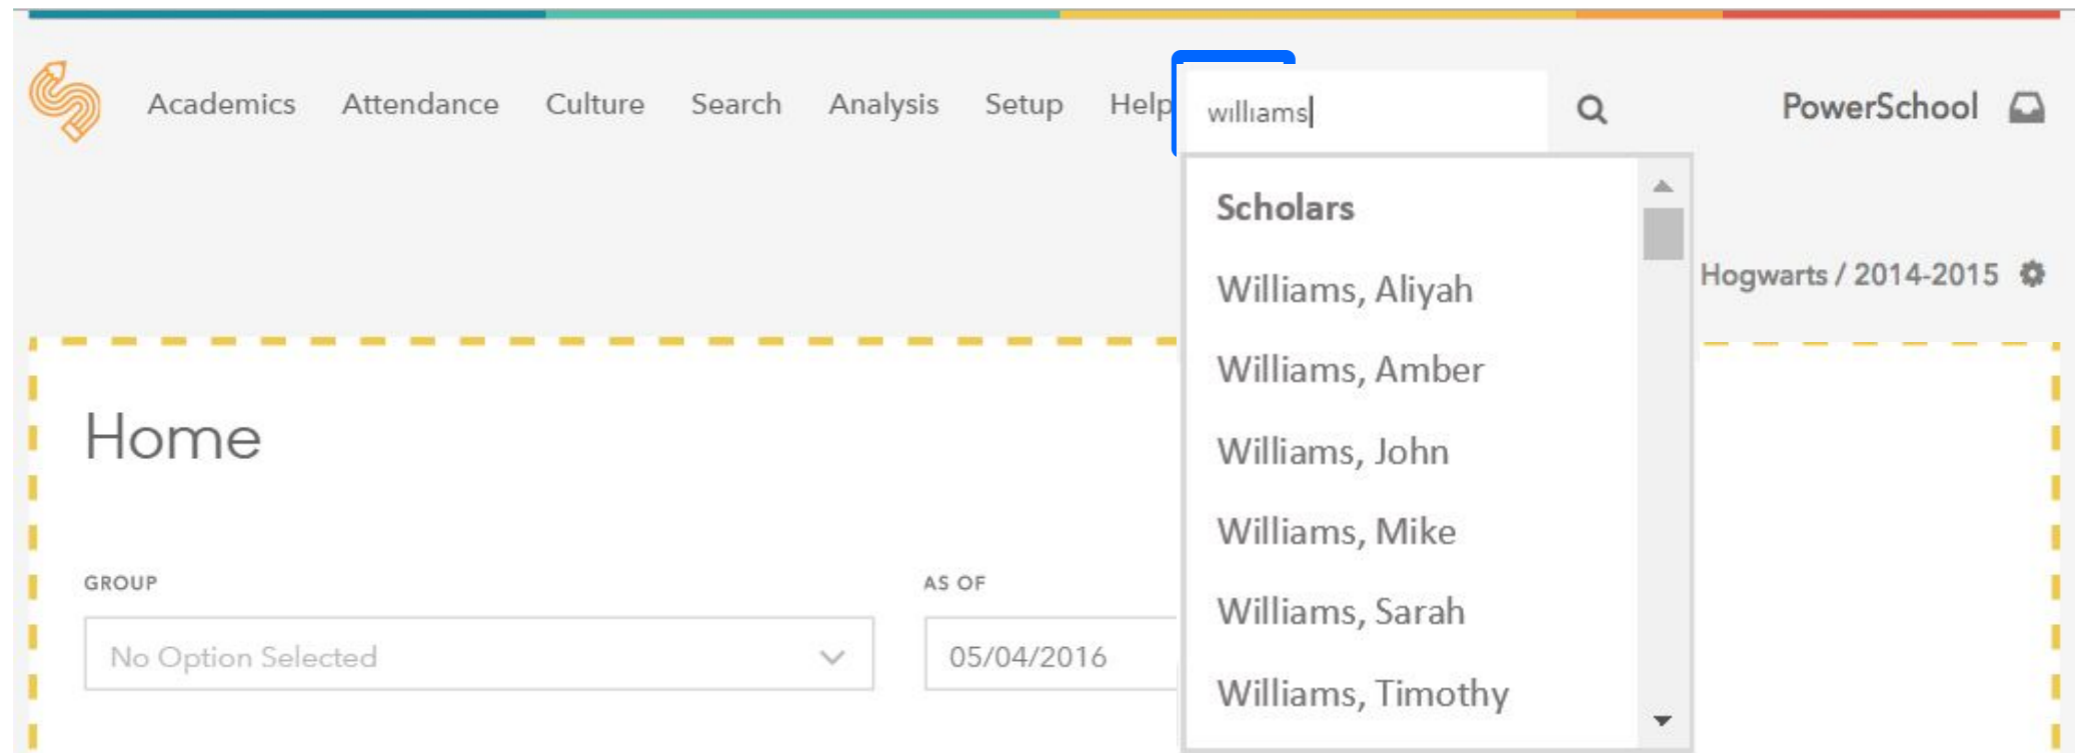 Academics Attendance Culture Search Analysis Setup Help williams PowerSchool
Scholars
Williams, Aliyah
Williams, Amber
Williams, John
Williams, Mike
Williams, Sarah
Williams, Timothy
Hogwarts / 2014-2015
Home
GROUP
No Option Selected
AS OF
05/04/2016